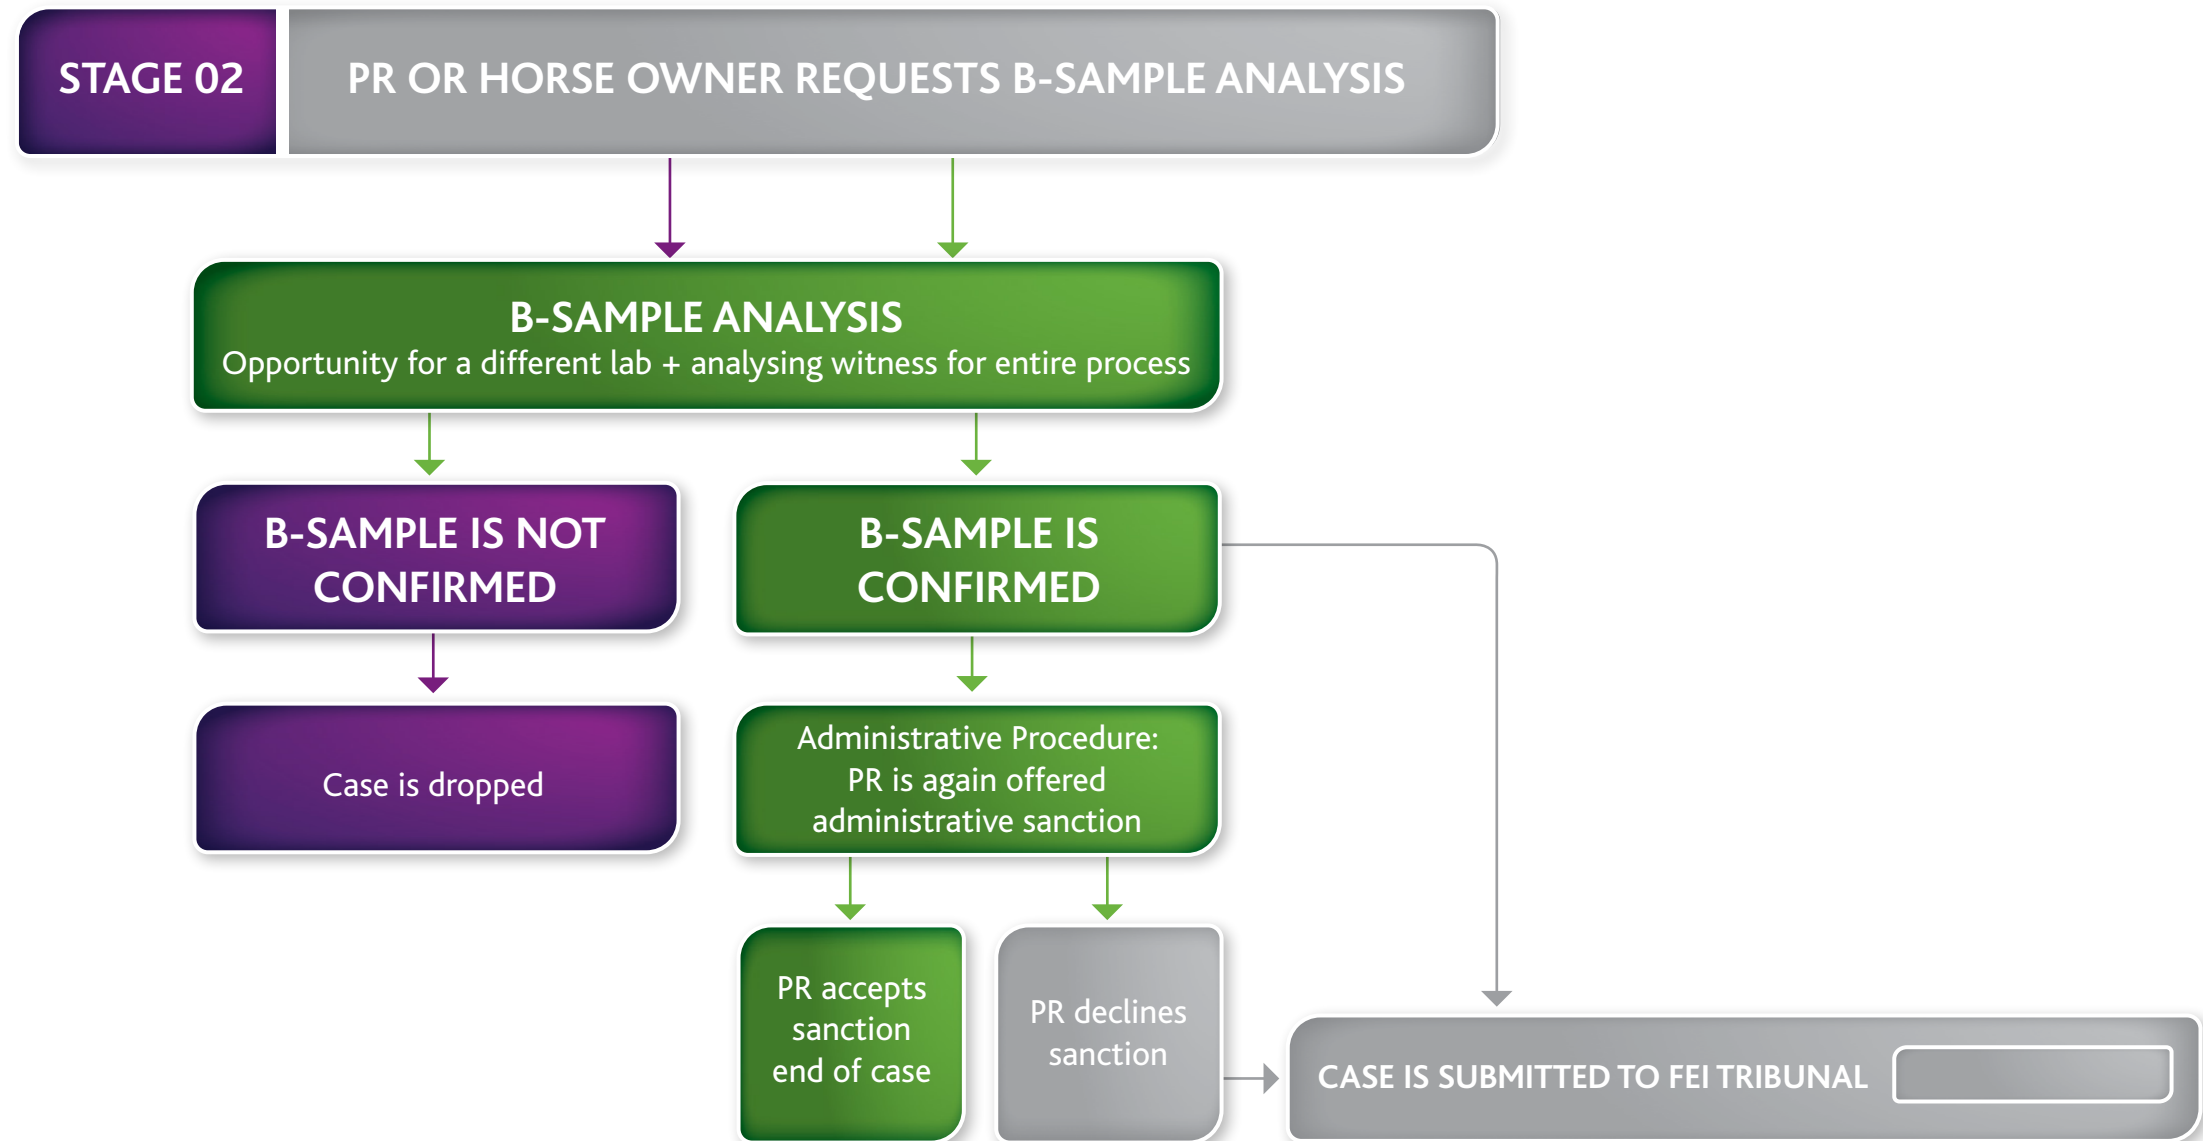 STAGE 02
PR OR HORSE OWNER REQUESTS B-SAMPLE ANALYSIS
B-SAMPLE ANALYSIS
Opportunity for a different lab + analysing witness for entire process
B-SAMPLE IS NOT
CONFIRMED
B-SAMPLE IS
CONFIRMED
Case is dropped
Administrative Procedure:
PR is again offered
administrative sanction
PR accepts
sanction
end of case
PR declines
sanction
CASE IS SUBMITTED TO FEI TRIBUNAL